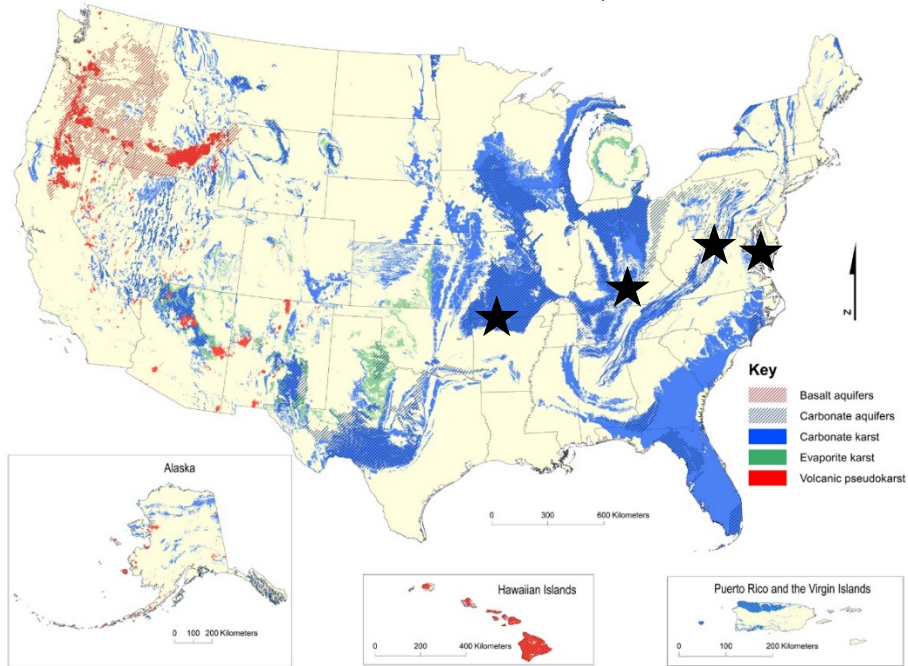 Key
Basalt aquifers
Carbonate aquifers
Carbonate karst
Evaporite karst
Volcanic pseudokarst
N
0 300 600 Kilometers
Alaska
0 100 200 Kilometers
Hawaiian Islands
0 200 400 Kilometers
Puerto Rico and the Virgin Islands
0 100 200 Kilometers